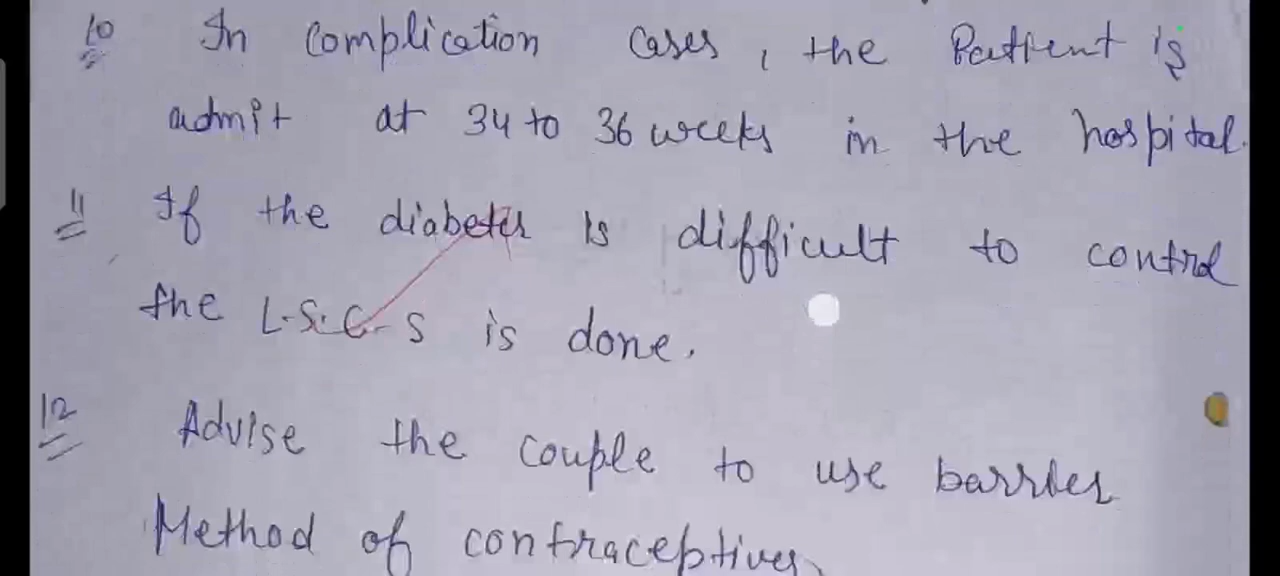 10 In Complication Cases, the Patient is
admit at 34 to 36 weeks in the hospital.
11 If the diabetes is difficult to control
the L.S.C.S is done.
12 Advise the couple to use barrier
Method of contraceptives.